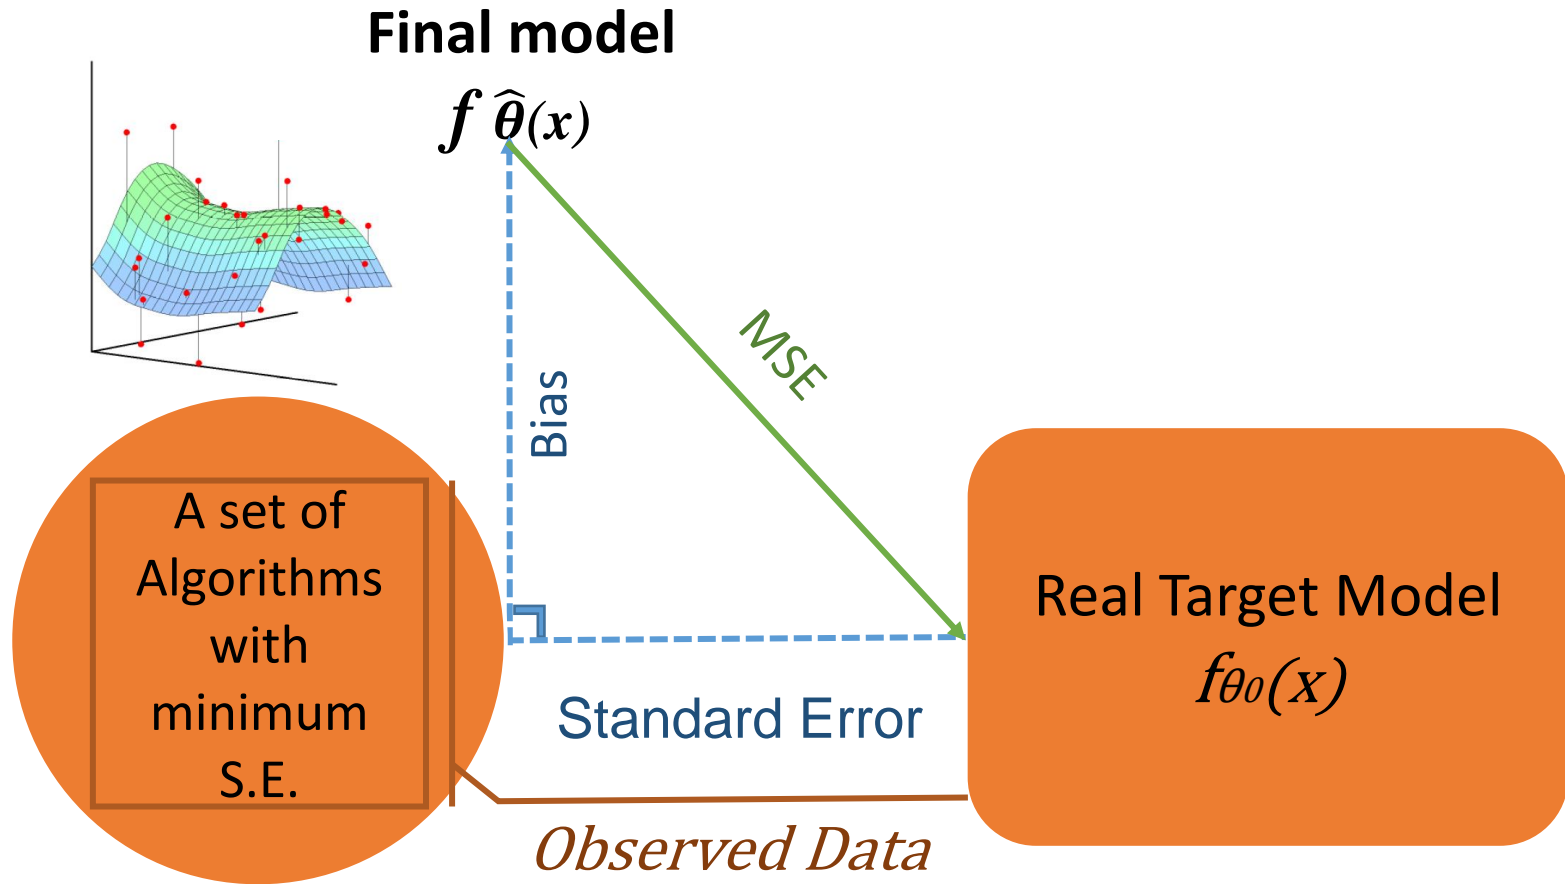 Final model
f θ̂(x)
MSE
Bias
A set of
Algorithms
with
minimum
S.E.
Real Target Model
fθ0(x)
Standard Error
Observed Data